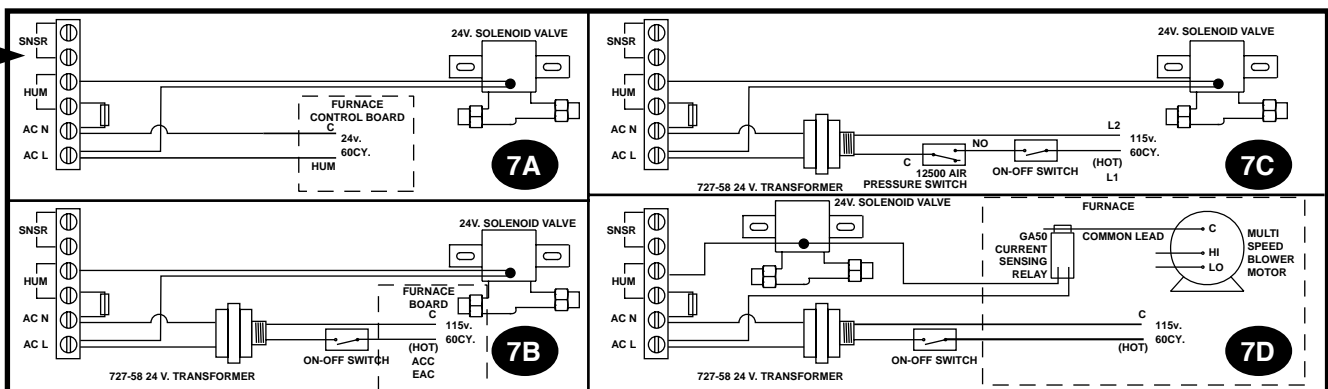 SNSR
HUM
AC N
AC L
24V. SOLENOID VALVE
FURNACE
CONTROL BOARD
C
24v.
60CY.
HUM
7A
SNSR
HUM
AC N
AC L
24V. SOLENOID VALVE
L2
115v.
60CY.
(HOT)
L1
NO
C
12500 AIR
PRESSURE SWITCH
ON-OFF SWITCH
727-58 24 V. TRANSFORMER
7C
SNSR
HUM
AC N
AC L
24V. SOLENOID VALVE
FURNACE
BOARD
C
115v.
60CY.
(HOT)
ACC
EAC
ON-OFF SWITCH
727-58 24 V. TRANSFORMER
7B
SNSR
HUM
AC N
AC L
24V. SOLENOID VALVE
FURNACE
GA50
CURRENT
SENSING
RELAY
COMMON LEAD
C
HI
LO
MULTI
SPEED
BLOWER
MOTOR
C
115v.
60CY.
(HOT)
ON-OFF SWITCH
727-58 24 V. TRANSFORMER
7D